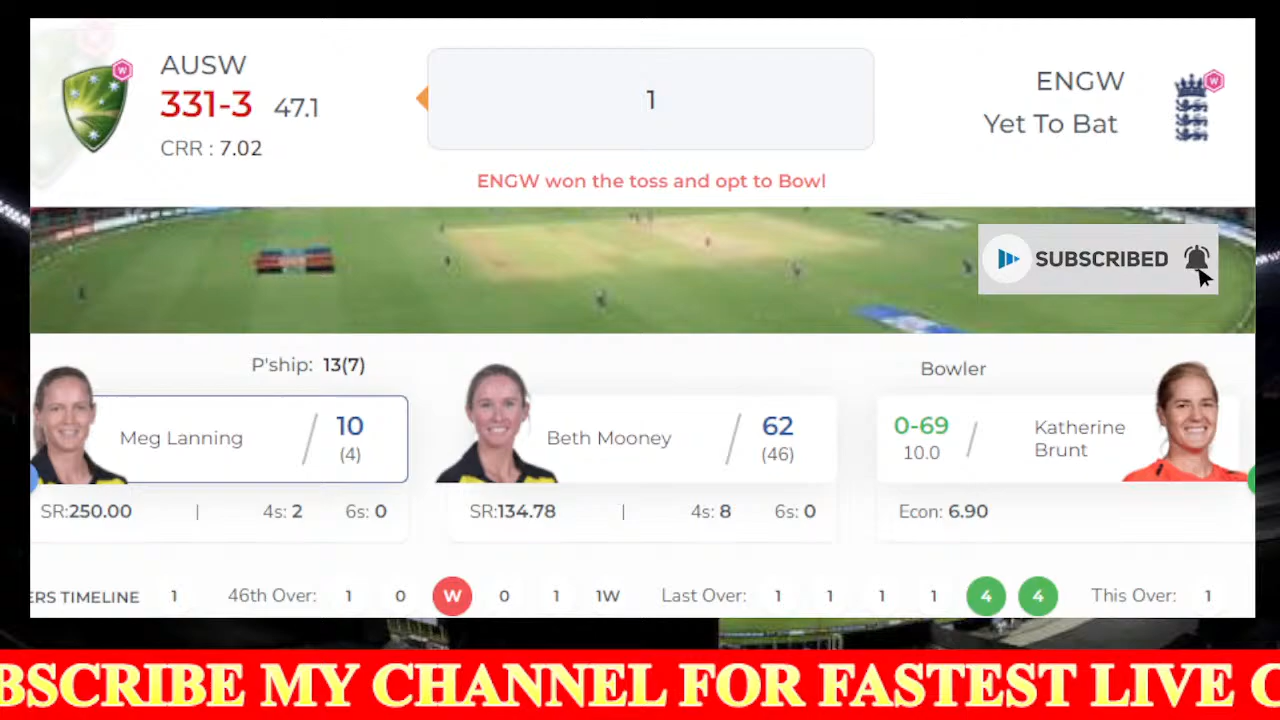 AUSW
331-3 47.1
CRR : 7.02
1
ENGW
Yet To Bat
ENGW won the toss and opt to Bowl
SUBSCRIBED
P'ship: 13(7)
Meg Lanning / 10
(4)
SR:250.00 | 4s: 2 6s: 0
Beth Mooney / 62
(46)
SR:134.78 | 4s: 8 6s: 0
Bowler
0-69 / Katherine
10.0 Brunt
Econ: 6.90
ERS TIMELINE 1 46th Over: 1 0 W 0 1 1W Last Over: 1 1 1 1 4 4 This Over: 1
BSCRIBE MY CHANNEL FOR FASTEST LIVE C